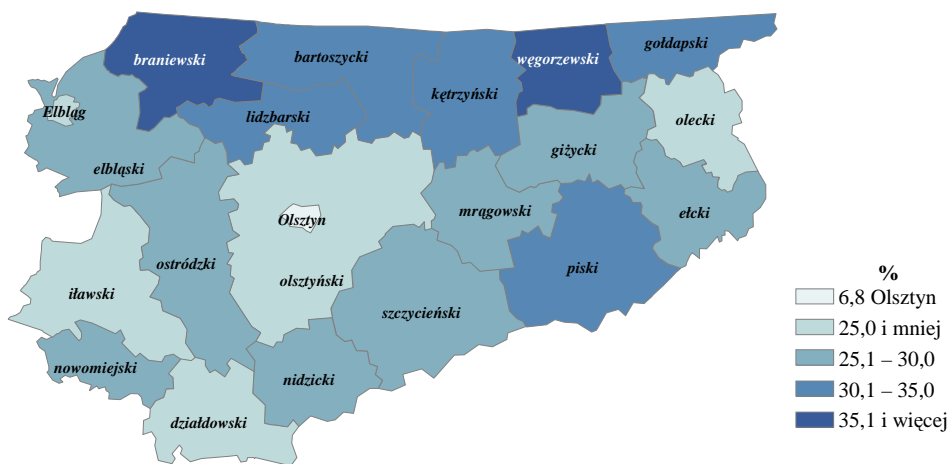 gołdapski
braniewski
bartoszycki
węgorzewski
kętrzyński
Elbląg
lidzbarski
olecki
giżycki
elbląski
mrągowski
ełcki
Olsztyn
ostródzki
piski
olsztyński
iławski
szczycieński
nowomiejski
nidzicki
działdowski
%
6,8 Olsztyn
25,0 i mniej
25,1 – 30,0
30,1 – 35,0
35,1 i więcej